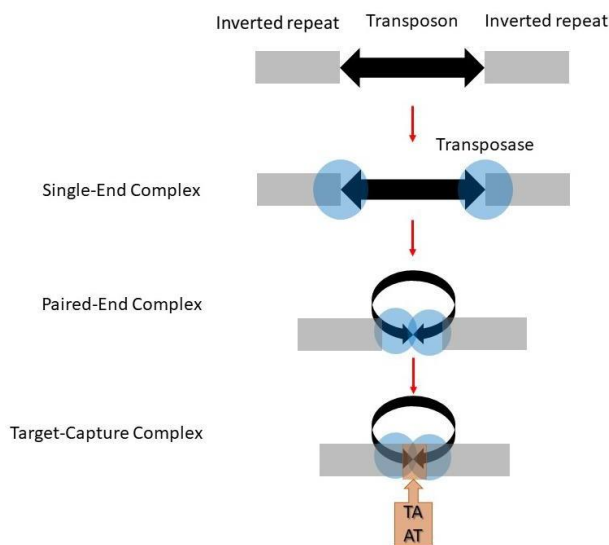 Inverted repeat Transposon Inverted repeat
Transposase
Single-End Complex
Paired-End Complex
Target-Capture Complex
TA
AT